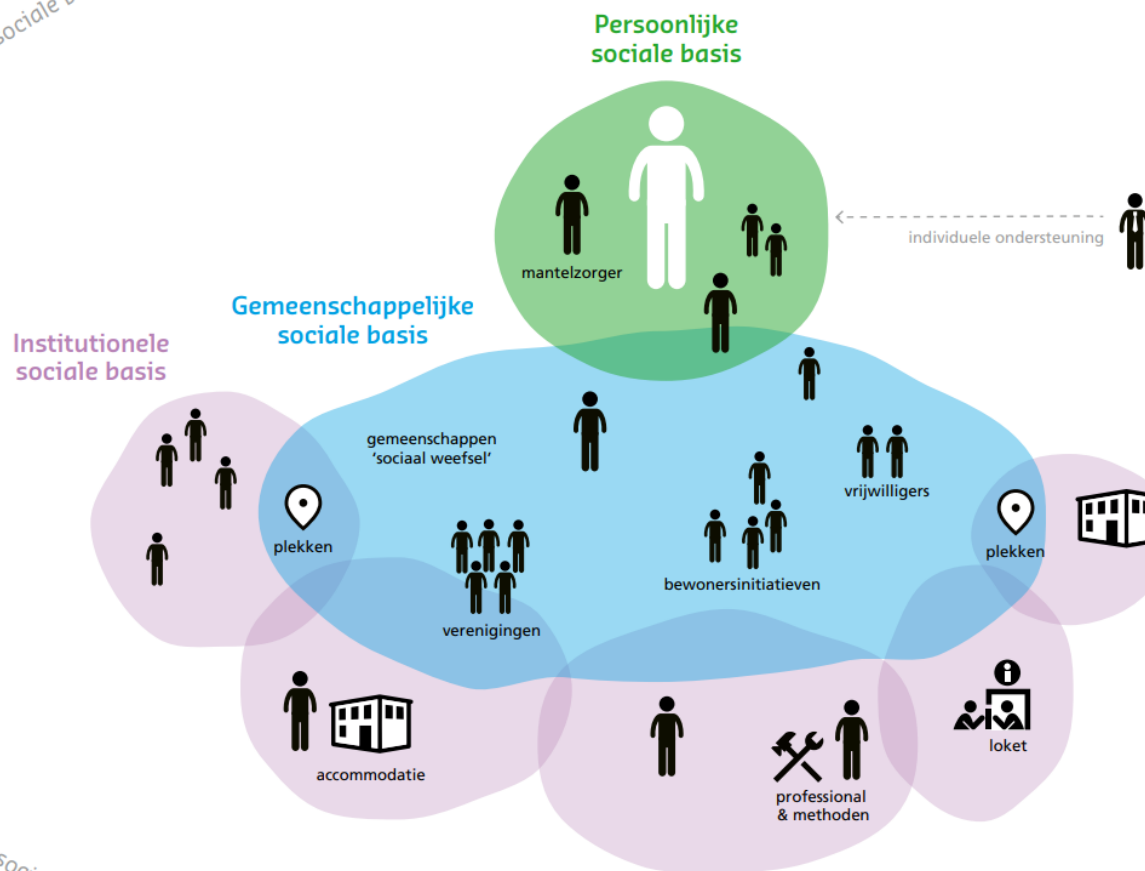 sociale
Persoonlijke
sociale basis
mantelzorger
individuele ondersteuning
Gemeenschappelijke
sociale basis
Institutionele
sociale basis
gemeenschappen
‘sociaal weefsel’
vrijwilligers
plekken
plekken
bewonersinitiatieven
verenigingen
accommodatie
loket
professional
& methoden